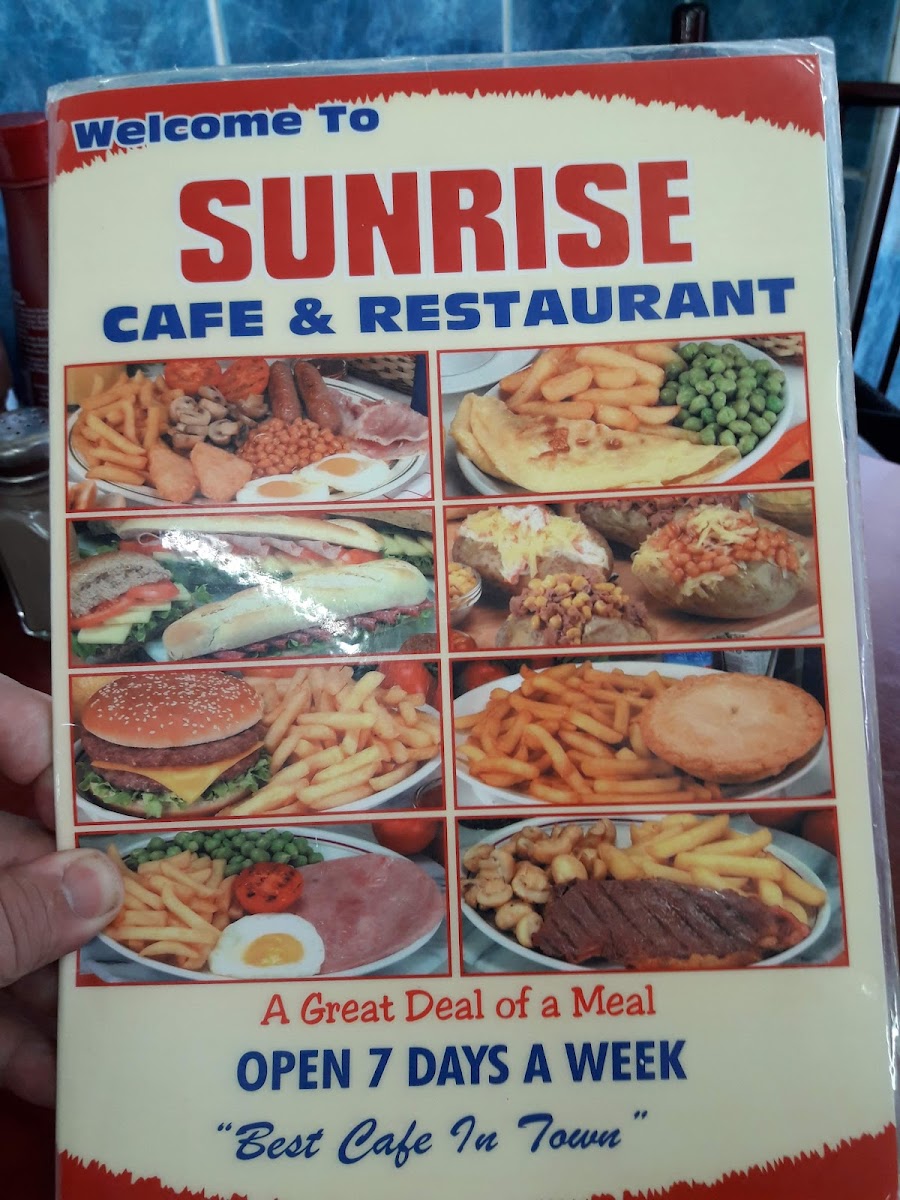 Welcome To
SUNRISE
CAFE & RESTAURANT
A Great Deal of a Meal
OPEN 7 DAYS A WEEK
"Best Cafe In Town"